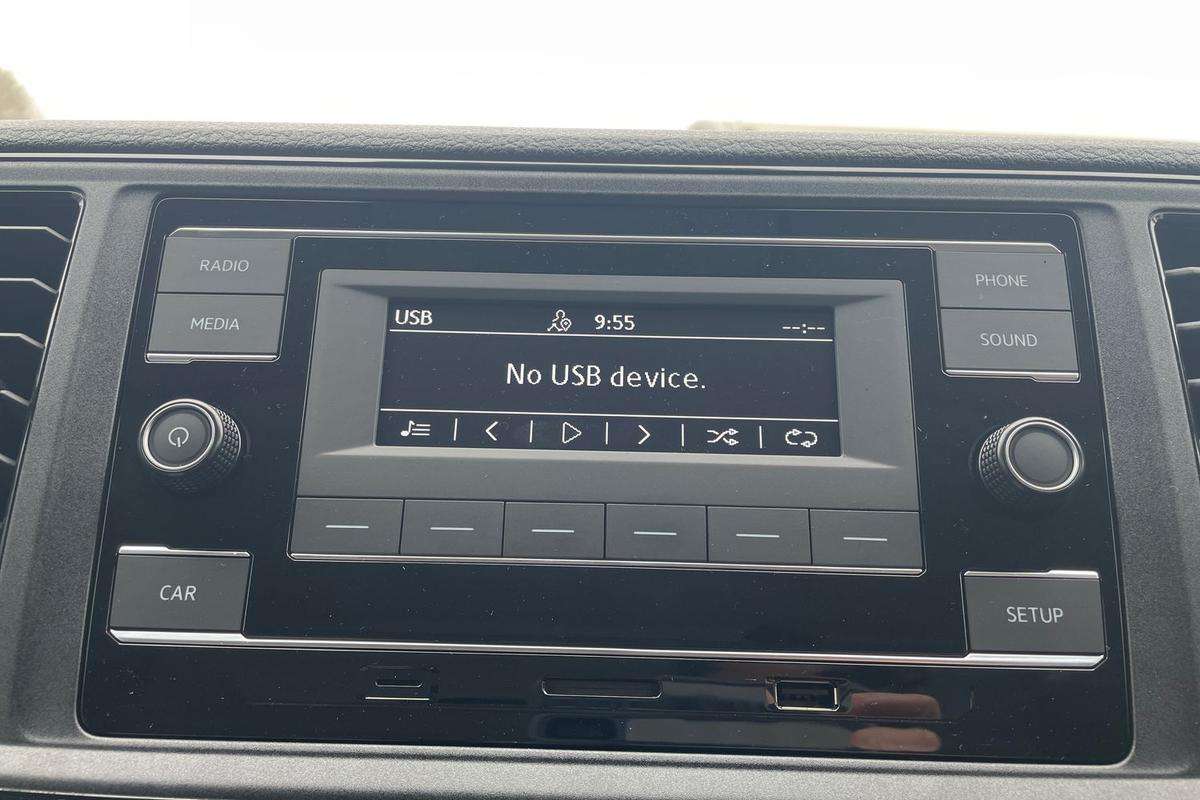 RADIO
MEDIA
PHONE
SOUND
USB 9:55 --:--
No USB device.
CAR
SETUP